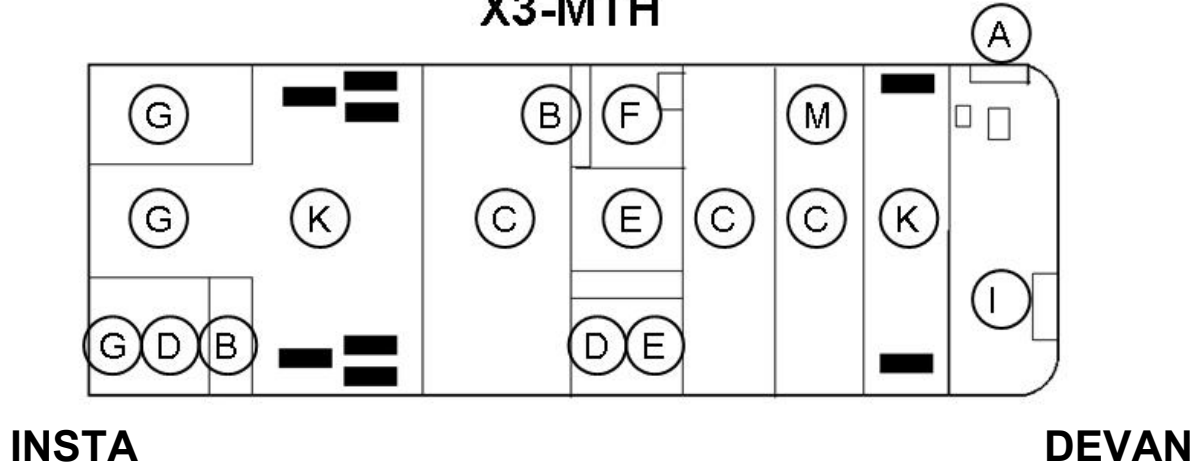 X3-MTH
A
G B F M
G K C E C C K
I
G D B D E
INSTA DEVAN